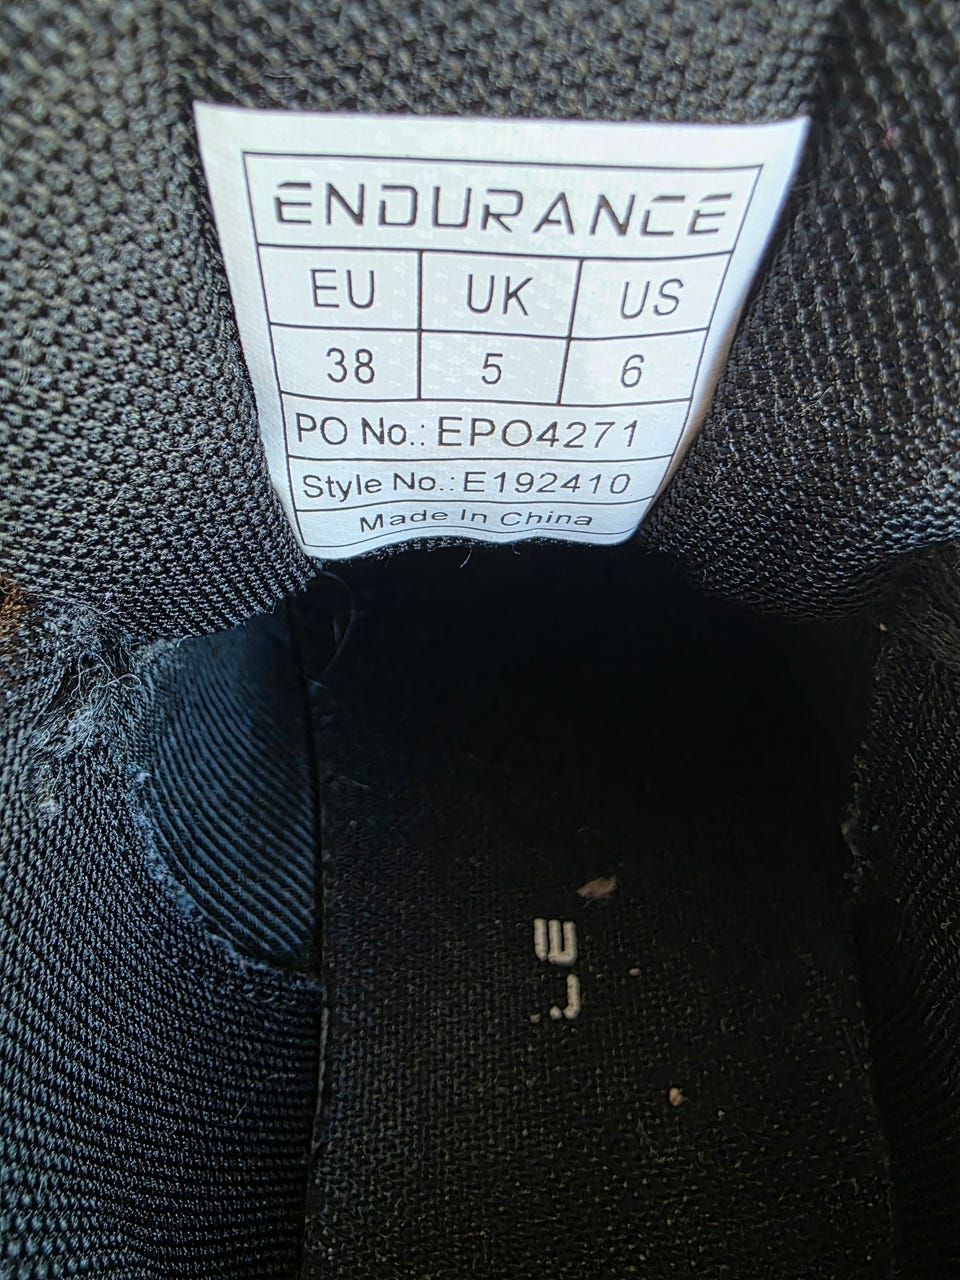 ENDURANCE
EU UK US
38 5 6
PO No.: EPO4271
Style No.: E192410
Made In China